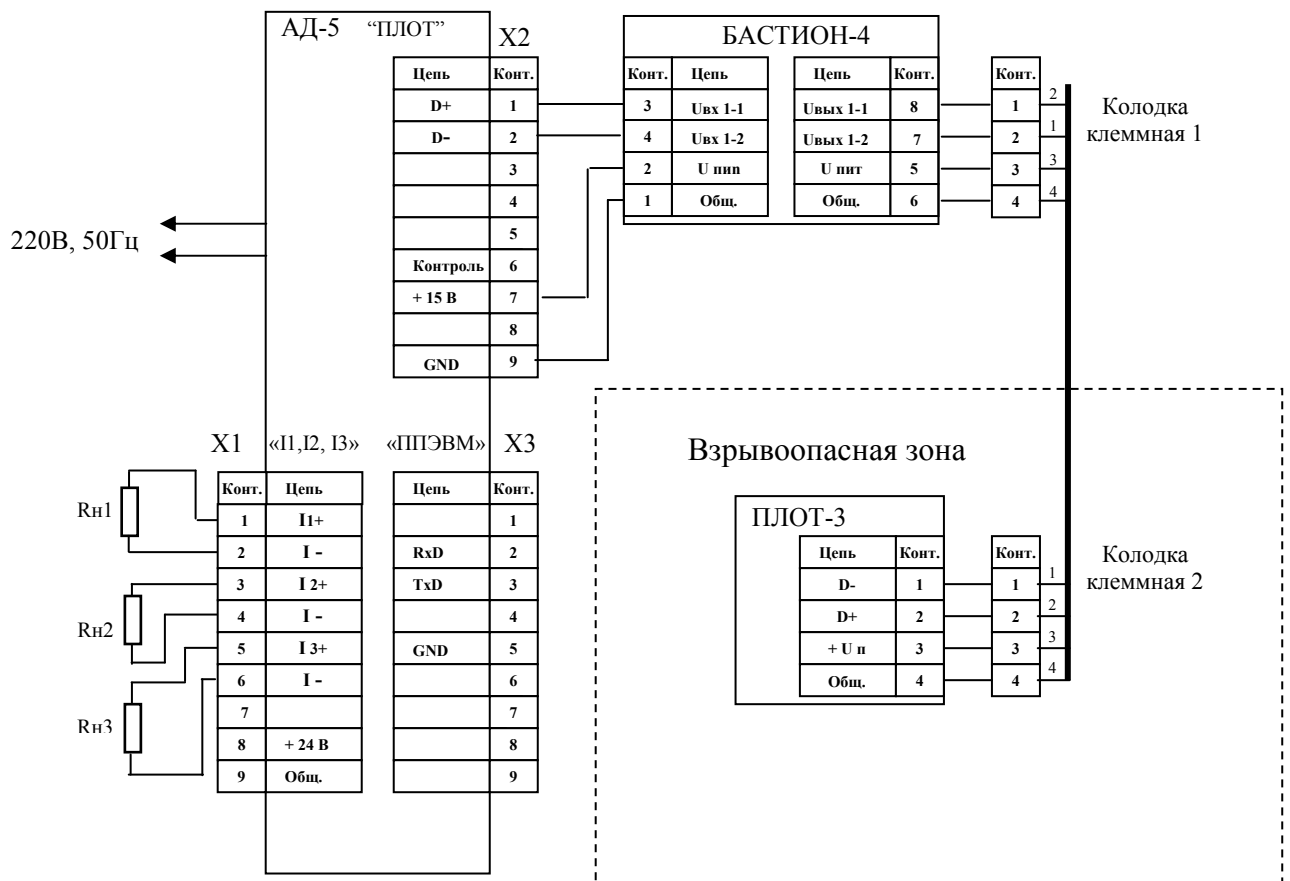 АД-5 “ПЛОТ” X2
Цепь Конт.
D+ 1
D- 2
3
4
5
Контроль 6
+ 15 В 7
8
GND 9
220В, 50Гц
БАСТИОН-4
Конт. Цепь Цепь Конт.
3 Uвх 1-1 Uвых 1-1 8
4 Uвх 1-2 Uвых 1-2 7
2 U пип U пит 5
1 Общ. Общ. 6
Конт.
1 2
2 1
3 3
4 4
Колодка
клеммная 1
X1 «I1,I2, I3» «ППЭВМ» X3
Конт. Цепь
1 I1+
2 I -
3 I 2+
4 I -
5 I 3+
6 I -
7
8 + 24 В
9 Общ.
Rн1
Rн2
Rн3
Цепь Конт.
1
RxD 2
TxD 3
4
GND 5
6
7
8
9
Взрывоопасная зона
ПЛОТ-3
Цепь Конт.
D- 1
D+ 2
+ U п 3
Общ. 4
Конт.
1 1
2 2
3 3
4 4
Колодка
клеммная 2